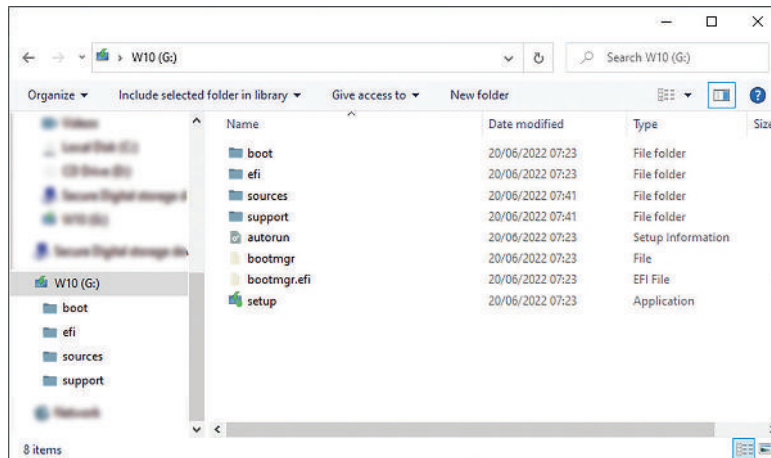 W10 (G:)
Search W10 (G:)
Organize
Include selected folder in library
Give access to
New folder
Name Date modified Type Size
boot 20/06/2022 07:23 File folder
efi 20/06/2022 07:23 File folder
sources 20/06/2022 07:41 File folder
support 20/06/2022 07:41 File folder
autorun 20/06/2022 07:23 Setup Information
bootmgr 20/06/2022 07:23 File
bootmgr.efi 20/06/2022 07:23 EFI File
setup 20/06/2022 07:23 Application
W10 (G:)
boot
efi
sources
support
8 items